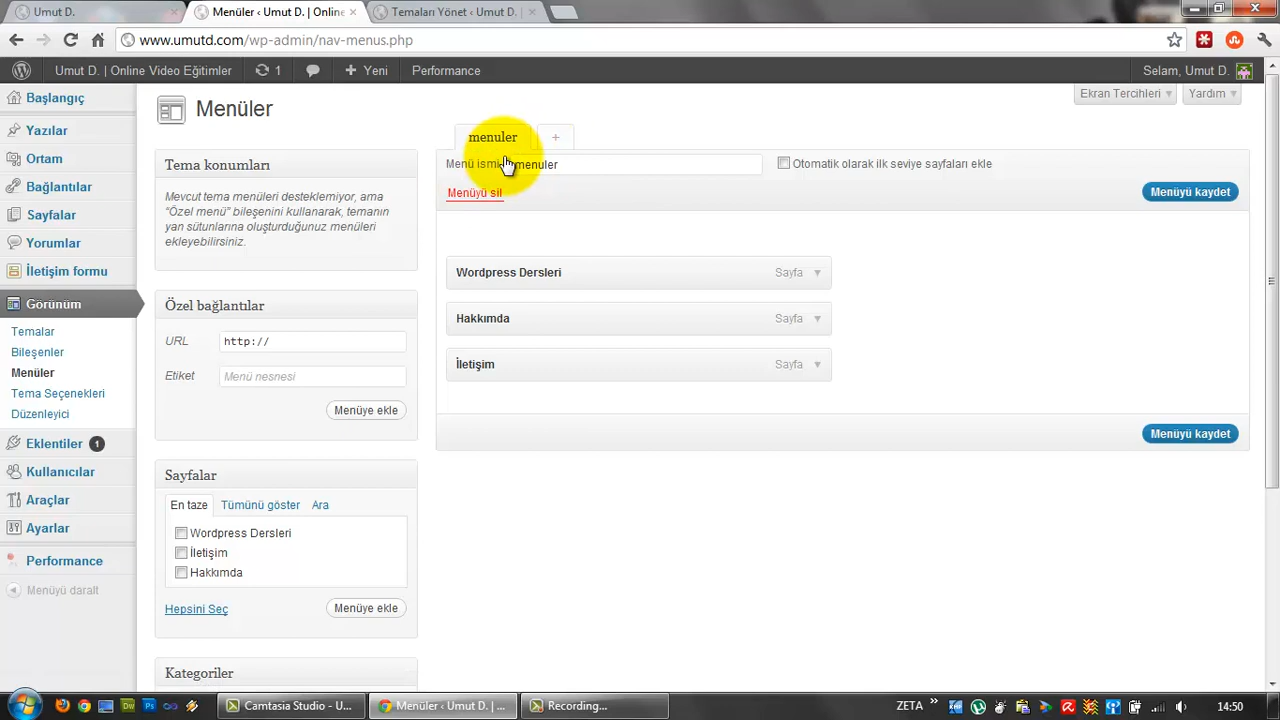 Umut D.
Menüler ‹ Umut D. | Online
Temaları Yönet ‹ Umut D. |
www.umutd.com/wp-admin/nav-menus.php
Umut D. | Online Video Eğitimler
1
Yeni
Performance
Selam, Umut D.
Başlangıç
Yazılar
Ortam
Bağlantılar
Sayfalar
Yorumlar
İletişim formu
Görünüm
Temalar
Bileşenler
Menüler
Tema Seçenekleri
Düzenleyici
Eklentiler 1
Kullanıcılar
Araçlar
Ayarlar
Performance
Menüyü daralt
Menüler
Ekran Tercihleri
Yardım
Tema konumları
Mevcut tema menüleri desteklemiyor, ama
“Özel menü” bileşenini kullanarak, temanın
yan sütunlarına oluşturduğunuz menüleri
ekleyebilirsiniz.
Özel bağlantılar
URL http://
Etiket Menü nesnesi
Menüye ekle
Sayfalar
En taze Tümünü göster Ara
Wordpress Dersleri
İletişim
Hakkımda
Hepsini Seç Menüye ekle
Kategoriler
menuler +
Menü ismi menuler
Otomatik olarak ilk seviye sayfaları ekle
Menüyü sil
Menüyü kaydet
Wordpress Dersleri Sayfa
Hakkımda Sayfa
İletişim Sayfa
Menüyü kaydet
Camtasia Studio - U...
Menüler ‹ Umut D. | ...
Recording...
ZETA
14:50